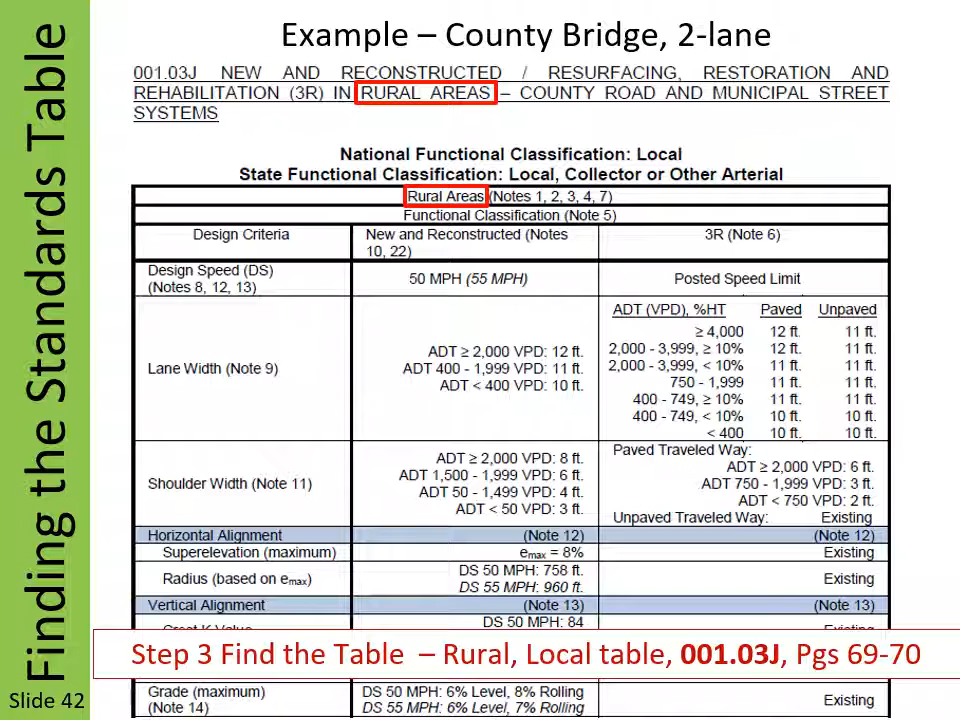 Finding the Standards Table
Slide 42
Example – County Bridge, 2-lane
001.03J NEW AND RECONSTRUCTED / RESURFACING, RESTORATION AND
REHABILITATION (3R) IN RURAL AREAS – COUNTY ROAD AND MUNICIPAL STREET
SYSTEMS
National Functional Classification: Local
State Functional Classification: Local, Collector or Other Arterial
Rural Areas (Notes 1, 2, 3, 4, 7)
Functional Classification (Note 5)
Design Criteria New and Reconstructed (Notes 3R (Note 6)
10, 22)
Design Speed (DS)
(Notes 8, 12, 13) 50 MPH (55 MPH) Posted Speed Limit
Lane Width (Note 9)
ADT ≥ 2,000 VPD: 12 ft.
ADT 400 - 1,999 VPD: 11 ft.
ADT < 400 VPD: 10 ft.
ADT (VPD), %HT Paved Unpaved
≥ 4,000 12 ft. 11 ft.
2,000 - 3,999, ≥ 10% 12 ft. 11 ft.
2,000 - 3,999, < 10% 11 ft. 11 ft.
750 - 1,999 11 ft. 11 ft.
400 - 749, ≥ 10% 11 ft. 11 ft.
400 - 749, < 10% 10 ft. 10 ft.
< 400 10 ft. 10 ft.
Shoulder Width (Note 11)
ADT ≥ 2,000 VPD: 8 ft.
ADT 1,500 - 1,999 VPD: 6 ft.
ADT 50 - 1,499 VPD: 4 ft.
ADT < 50 VPD: 3 ft.
Paved Traveled Way:
ADT ≥ 2,000 VPD: 6 ft.
ADT 750 - 1,999 VPD: 3 ft.
ADT < 750 VPD: 2 ft.
Unpaved Traveled Way: Existing
Horizontal Alignment (Note 12) (Note 12)
Superelevation (maximum) emax = 8% Existing
Radius (based on emax) DS 50 MPH: 758 ft. Existing
DS 55 MPH: 960 ft.
Vertical Alignment (Note 13) (Note 13)
DS 50 MPH: 84
Step 3 Find the Table – Rural, Local table, 001.03J, Pgs 69-70
Grade (maximum) DS 50 MPH: 6% Level, 8% Rolling Existing
(Note 14) DS 55 MPH: 6% Level, 7% Rolling